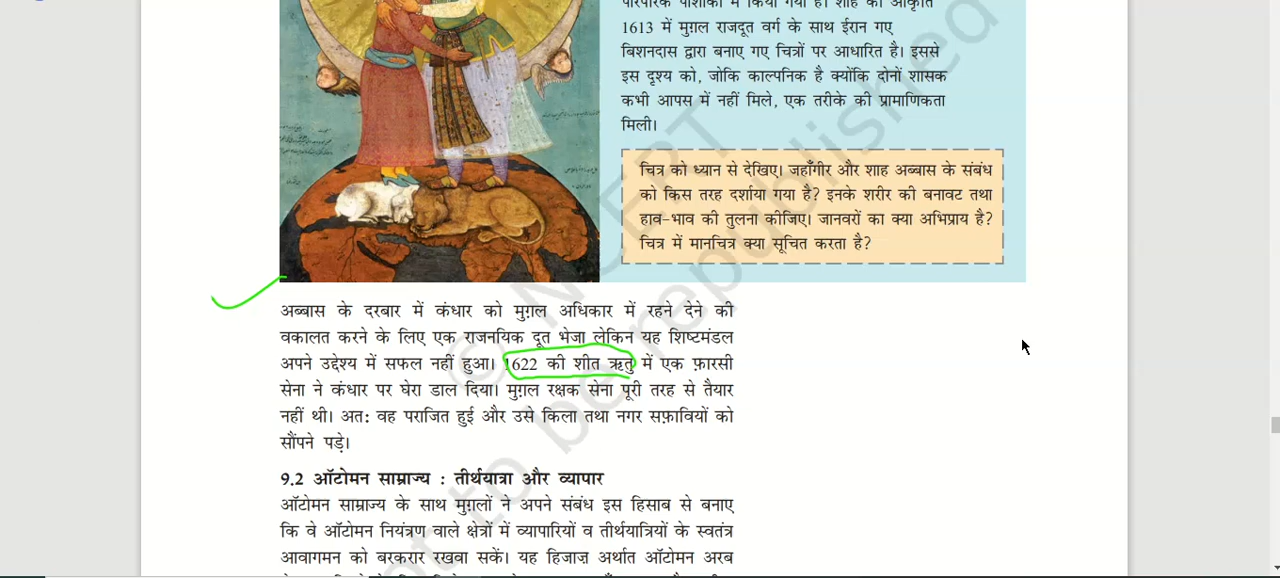 पारंपरिक पोशाकों में किया गया है। शाह की आकृति
1613 में मुग़ल राजदूत वर्ग के साथ ईरान गए
बिशनदास द्वारा बनाए गए चित्रों पर आधारित है। इससे
इस दृश्य को, जोकि काल्पनिक है क्योंकि दोनों शासक
कभी आपस में नहीं मिले, एक तरीके की प्रामाणिकता
मिली।
चित्र को ध्यान से देखिए। जहाँगीर और शाह अब्बास के संबंध
को किस तरह दर्शाया गया है? इनके शरीर की बनावट तथा
हाव-भाव की तुलना कीजिए। जानवरों का क्या अभिप्राय है?
चित्र में मानचित्र क्या सूचित करता है?
अब्बास के दरबार में कंधार को मुग़ल अधिकार में रहने देने की
वकालत करने के लिए एक राजनयिक दूत भेजा लेकिन यह शिष्टमंडल
अपने उद्देश्य में सफल नहीं हुआ। 1622 की शीत ऋतु में एक फ़ारसी
सेना ने कंधार पर घेरा डाल दिया। मुग़ल रक्षक सेना पूरी तरह से तैयार
नहीं थी। अत: वह पराजित हुई और उसे किला तथा नगर सफ़ावियों को
सौंपने पड़े।
9.2 ऑटोमन साम्राज्य : तीर्थयात्रा और व्यापार
ऑटोमन साम्राज्य के साथ मुग़लों ने अपने संबंध इस हिसाब से बनाए
कि वे ऑटोमन नियंत्रण वाले क्षेत्रों में व्यापारियों व तीर्थयात्रियों के स्वतंत्र
आवागमन को बरकरार रखवा सकें। यह हिजाज़ अर्थात ऑटोमन अरब
© NCERT
not to be republished